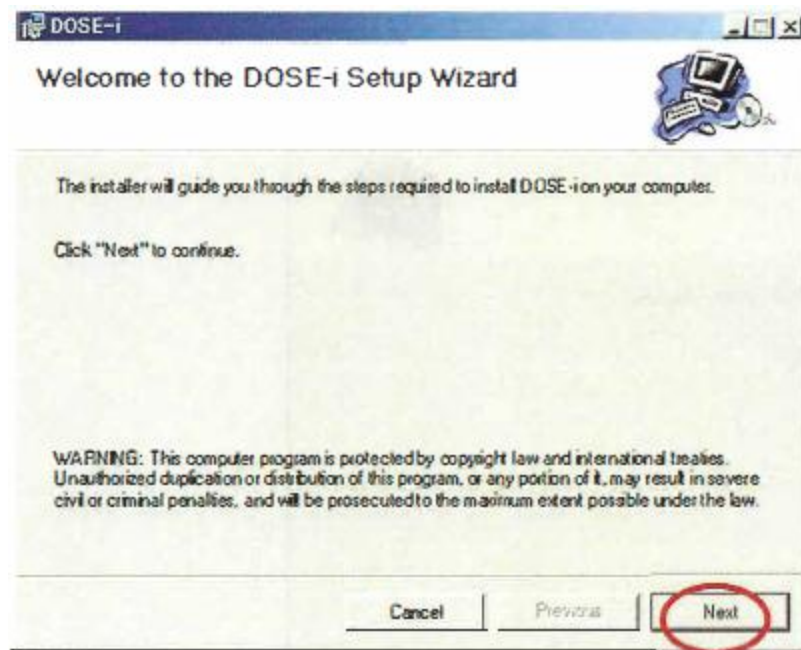 DOSE-i
Welcome to the DOSE-i Setup Wizard
The installer will guide you through the steps required to install DOSE-i on your computer.
Click "Next" to continue.
WARNING: This computer program is protected by copyright law and international treaties.
Unauthorized duplication or distribution of this program, or any portion of it, may result in severe
civil or criminal penalties, and will be prosecuted to the maximum extent possible under the law.
Cancel Previous Next